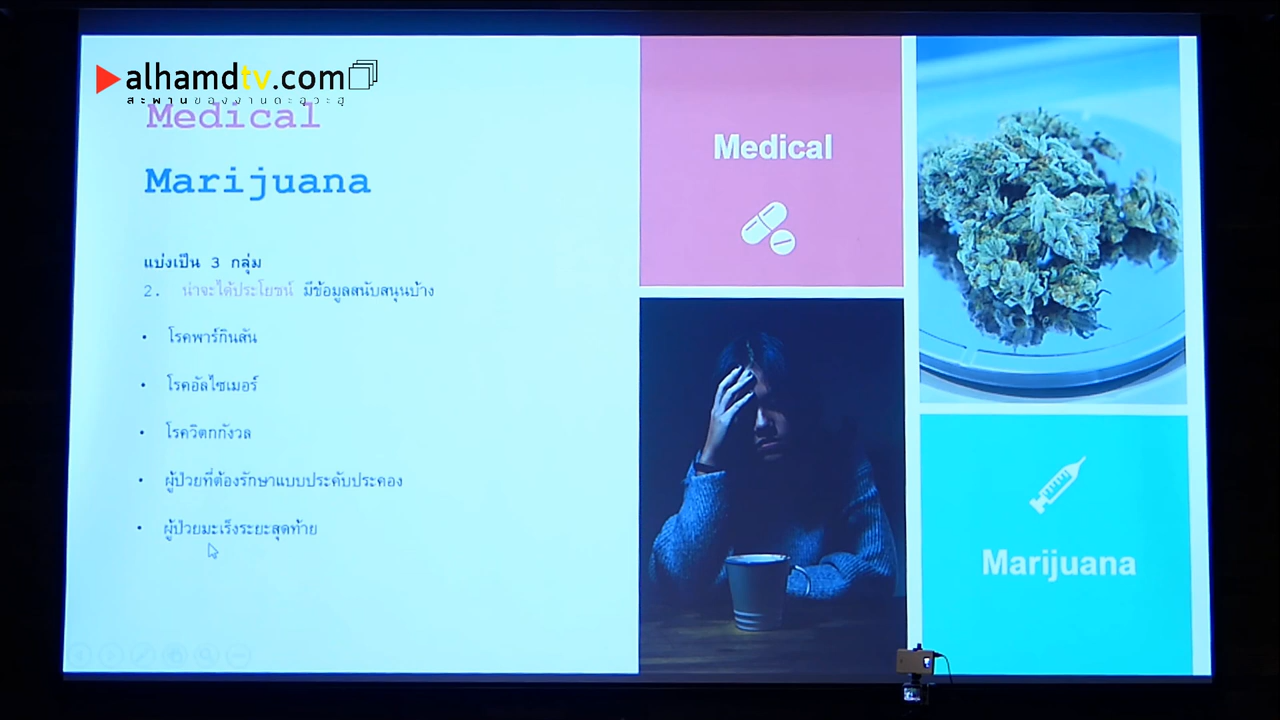 alhamdtv.com
สะพานของงานดะอฺวะฮฺ
Medical
Marijuana
แบ่งเป็น 3 กลุ่ม
2. น่าจะได้ประโยชน์ มีข้อมูลสนับสนุนบ้าง
• โรคพาร์กินสัน
• โรคอัลไซเมอร์
• โรควิตกกังวล
• ผู้ป่วยที่ต้องรักษาแบบประคับประคอง
• ผู้ป่วยมะเร็งระยะสุดท้าย
Medical
Marijuana